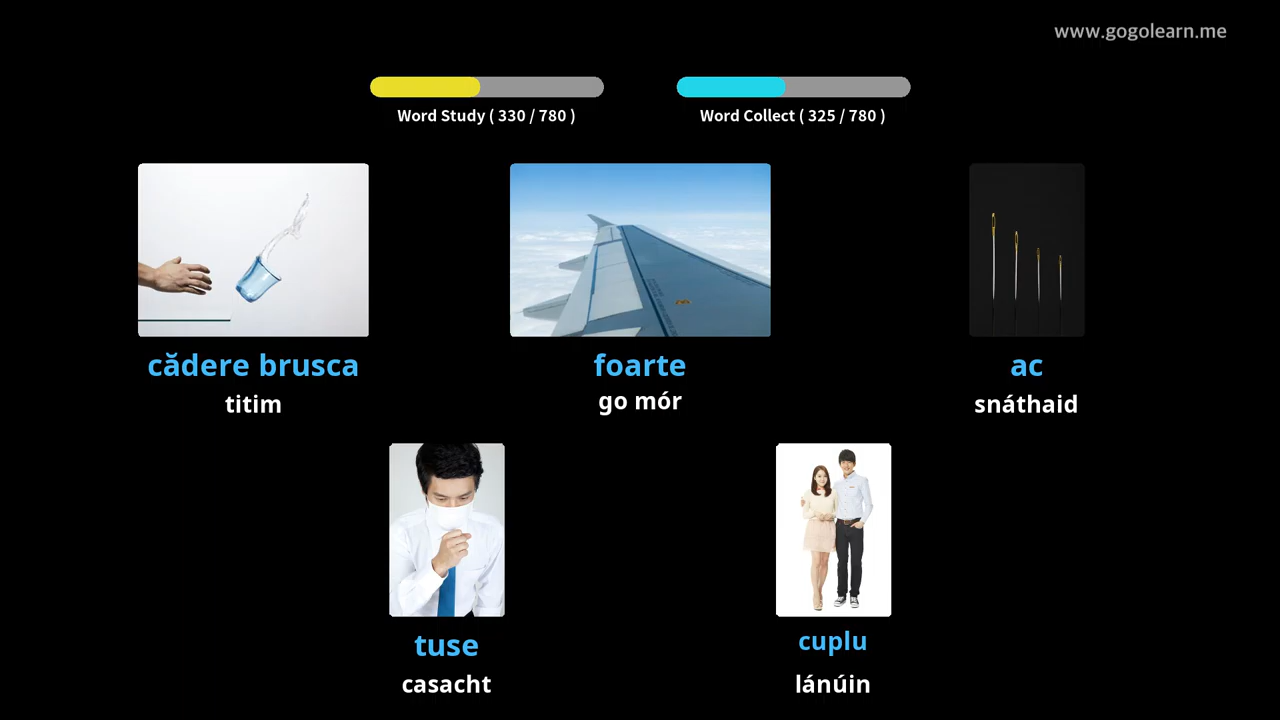 www.gogolearn.me
Word Study ( 330 / 780 )
Word Collect ( 325 / 780 )
cădere brusca
titim
foarte
go mór
ac
snáthaid
tuse
casacht
cuplu
lánúin